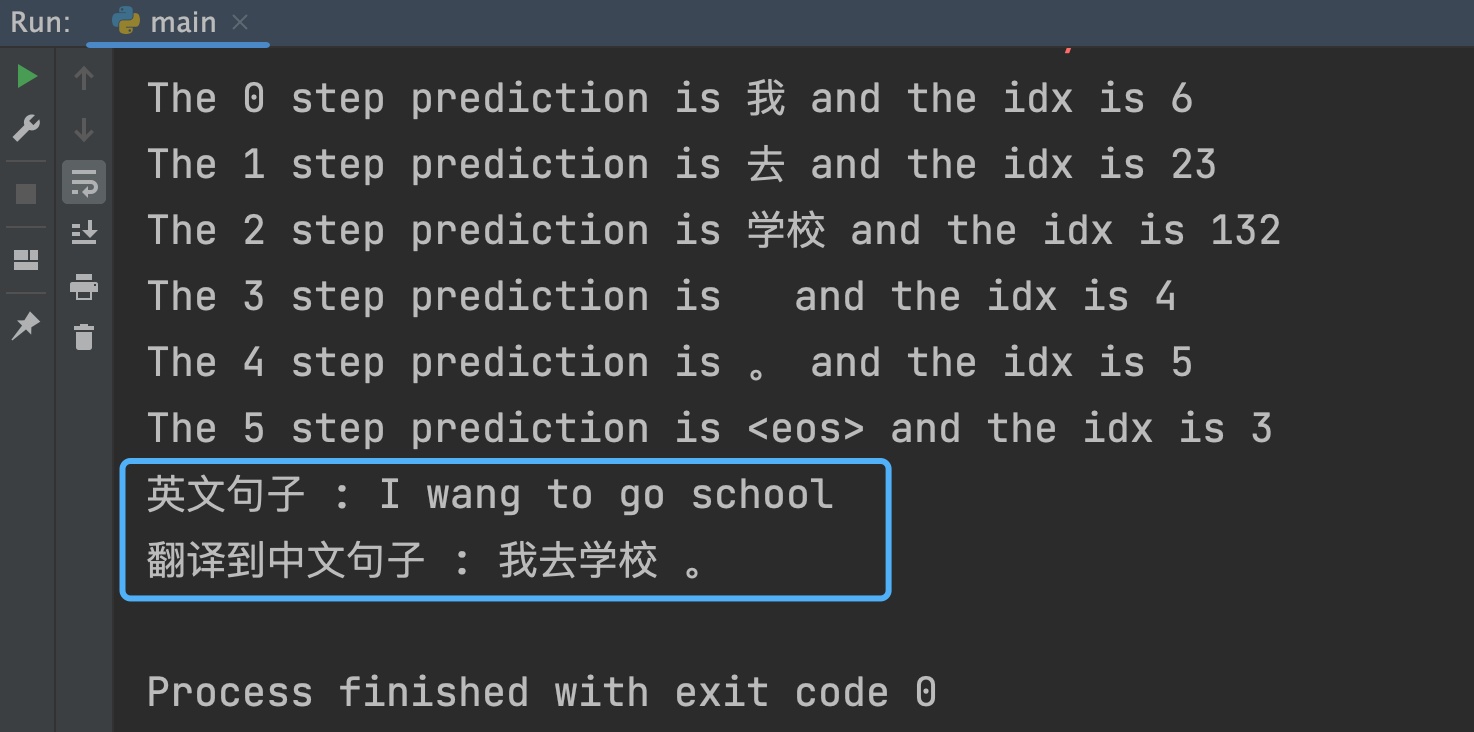 Run: main
The 0 step prediction is 我 and the idx is 6
The 1 step prediction is 去 and the idx is 23
The 2 step prediction is 学校 and the idx is 132
The 3 step prediction is   and the idx is 4
The 4 step prediction is 。 and the idx is 5
The 5 step prediction is <eos> and the idx is 3
英文句子 : I wang to go school
翻译到中文句子 : 我去学校 。
Process finished with exit code 0